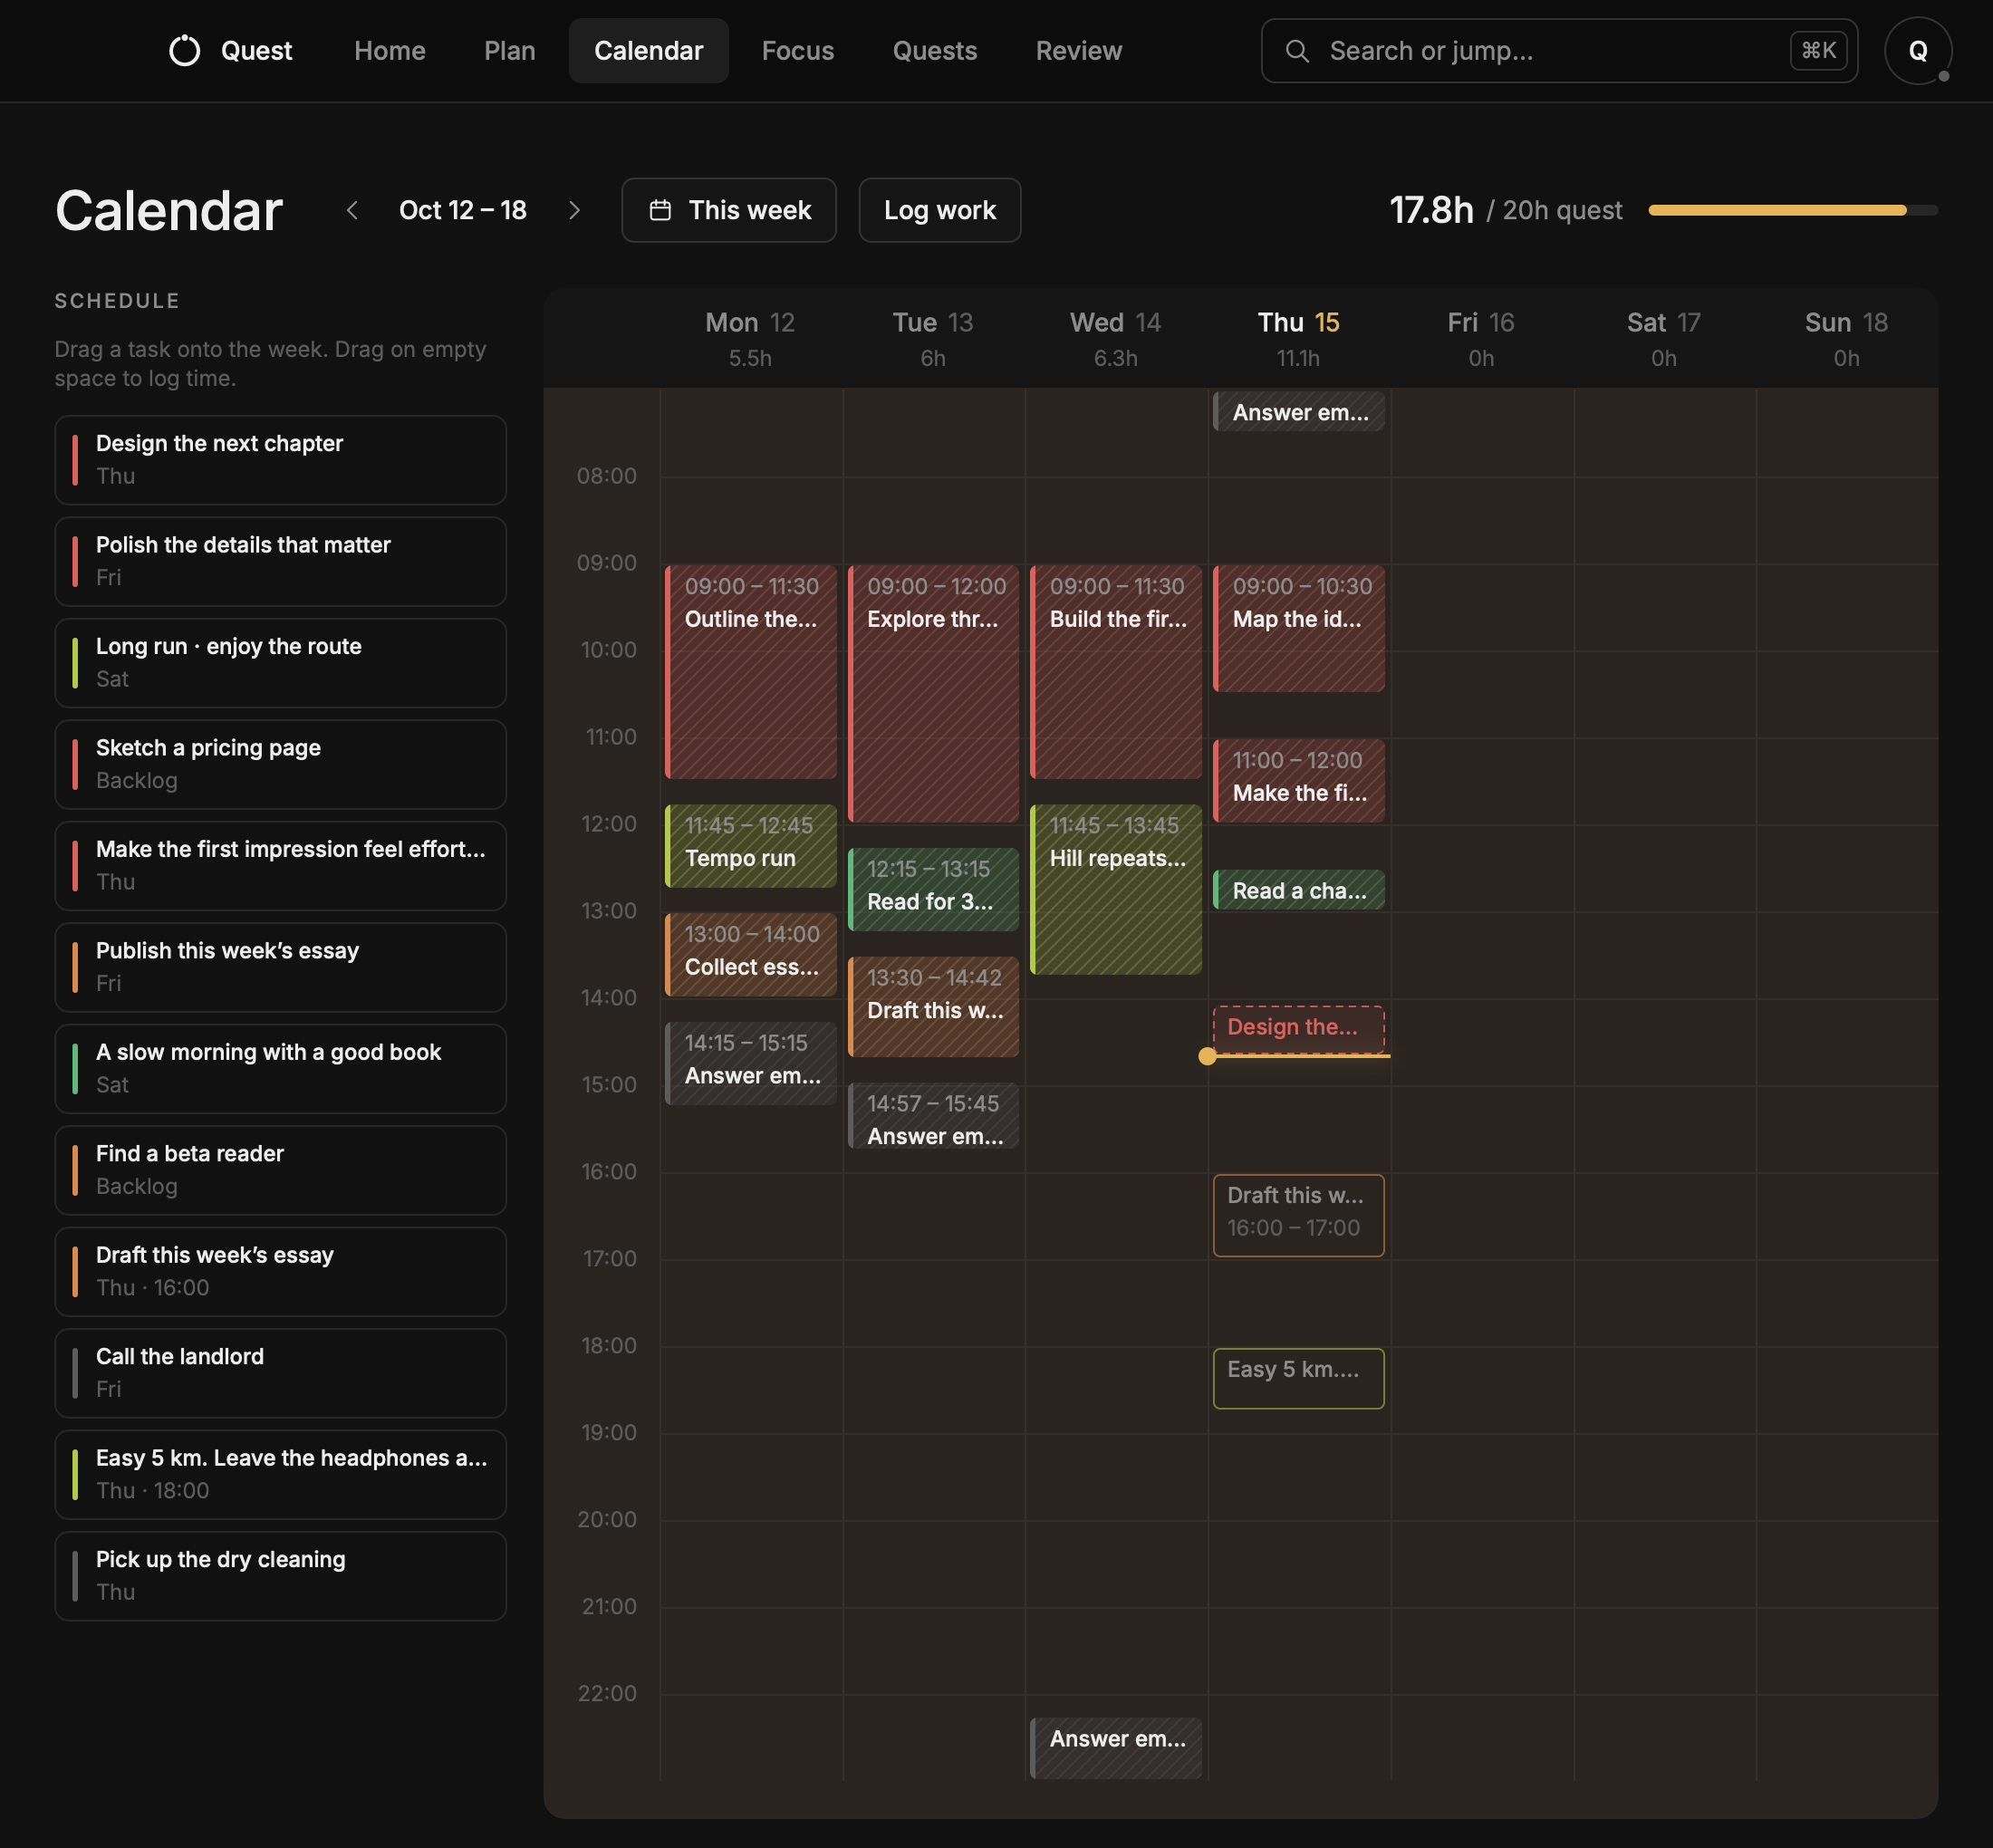 Quest
Home
Plan
Calendar
Focus
Quests
Review
Search or jump...
⌘K
Q
Calendar
Oct 12 – 18
This week
Log work
17.8h / 20h quest
SCHEDULE
Drag a task onto the week. Drag on empty
space to log time.
Design the next chapter
Thu
Polish the details that matter
Fri
Long run · enjoy the route
Sat
Sketch a pricing page
Backlog
Make the first impression feel effort...
Thu
Publish this week’s essay
Fri
A slow morning with a good book
Sat
Find a beta reader
Backlog
Draft this week’s essay
Thu · 16:00
Call the landlord
Fri
Easy 5 km. Leave the headphones a...
Thu · 18:00
Pick up the dry cleaning
Thu
Mon 12
5.5h
Tue 13
6h
Wed 14
6.3h
Thu 15
11.1h
Fri 16
0h
Sat 17
0h
Sun 18
0h
08:00
09:00
10:00
11:00
12:00
13:00
14:00
15:00
16:00
17:00
18:00
19:00
20:00
21:00
22:00
09:00 – 11:30
Outline the...
11:45 – 12:45
Tempo run
13:00 – 14:00
Collect ess...
14:15 – 15:15
Answer em...
09:00 – 12:00
Explore thr...
12:15 – 13:15
Read for 3...
13:30 – 14:42
Draft this w...
14:57 – 15:45
Answer em...
09:00 – 11:30
Build the fir...
11:45 – 13:45
Hill repeats...
Answer em...
Answer em...
09:00 – 10:30
Map the id...
11:00 – 12:00
Make the fi...
Read a cha...
Design the...
Draft this w...
16:00 – 17:00
Easy 5 km....